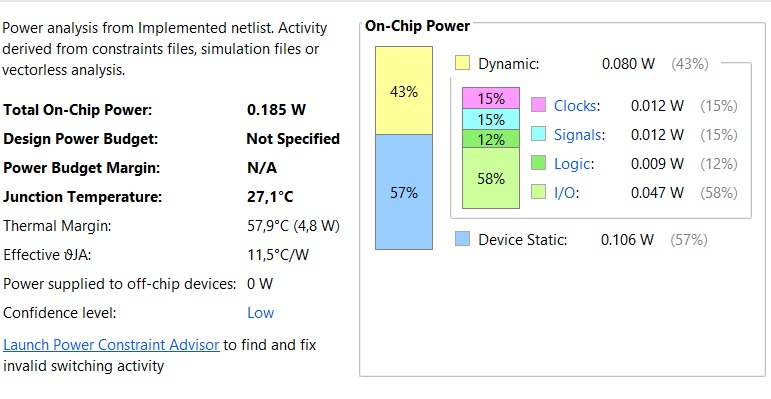 Power analysis from Implemented netlist. Activity
derived from constraints files, simulation files or
vectorless analysis.
Total On-Chip Power: 0.185 W
Design Power Budget: Not Specified
Power Budget Margin: N/A
Junction Temperature: 27,1°C
Thermal Margin: 57,9°C (4,8 W)
Effective ϑJA: 11,5°C/W
Power supplied to off-chip devices: 0 W
Confidence level: Low
Launch Power Constraint Advisor to find and fix
invalid switching activity
On-Chip Power
43%
57%
Dynamic: 0.080 W (43%)
15%
15%
12%
58%
Clocks: 0.012 W (15%)
Signals: 0.012 W (15%)
Logic: 0.009 W (12%)
I/O: 0.047 W (58%)
Device Static: 0.106 W (57%)